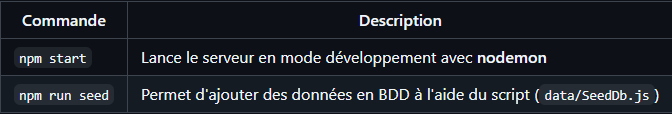 Commande Description
npm start Lance le serveur en mode développement avec nodemon
npm run seed Permet d'ajouter des données en BDD à l'aide du script ( data/SeedDb.js )